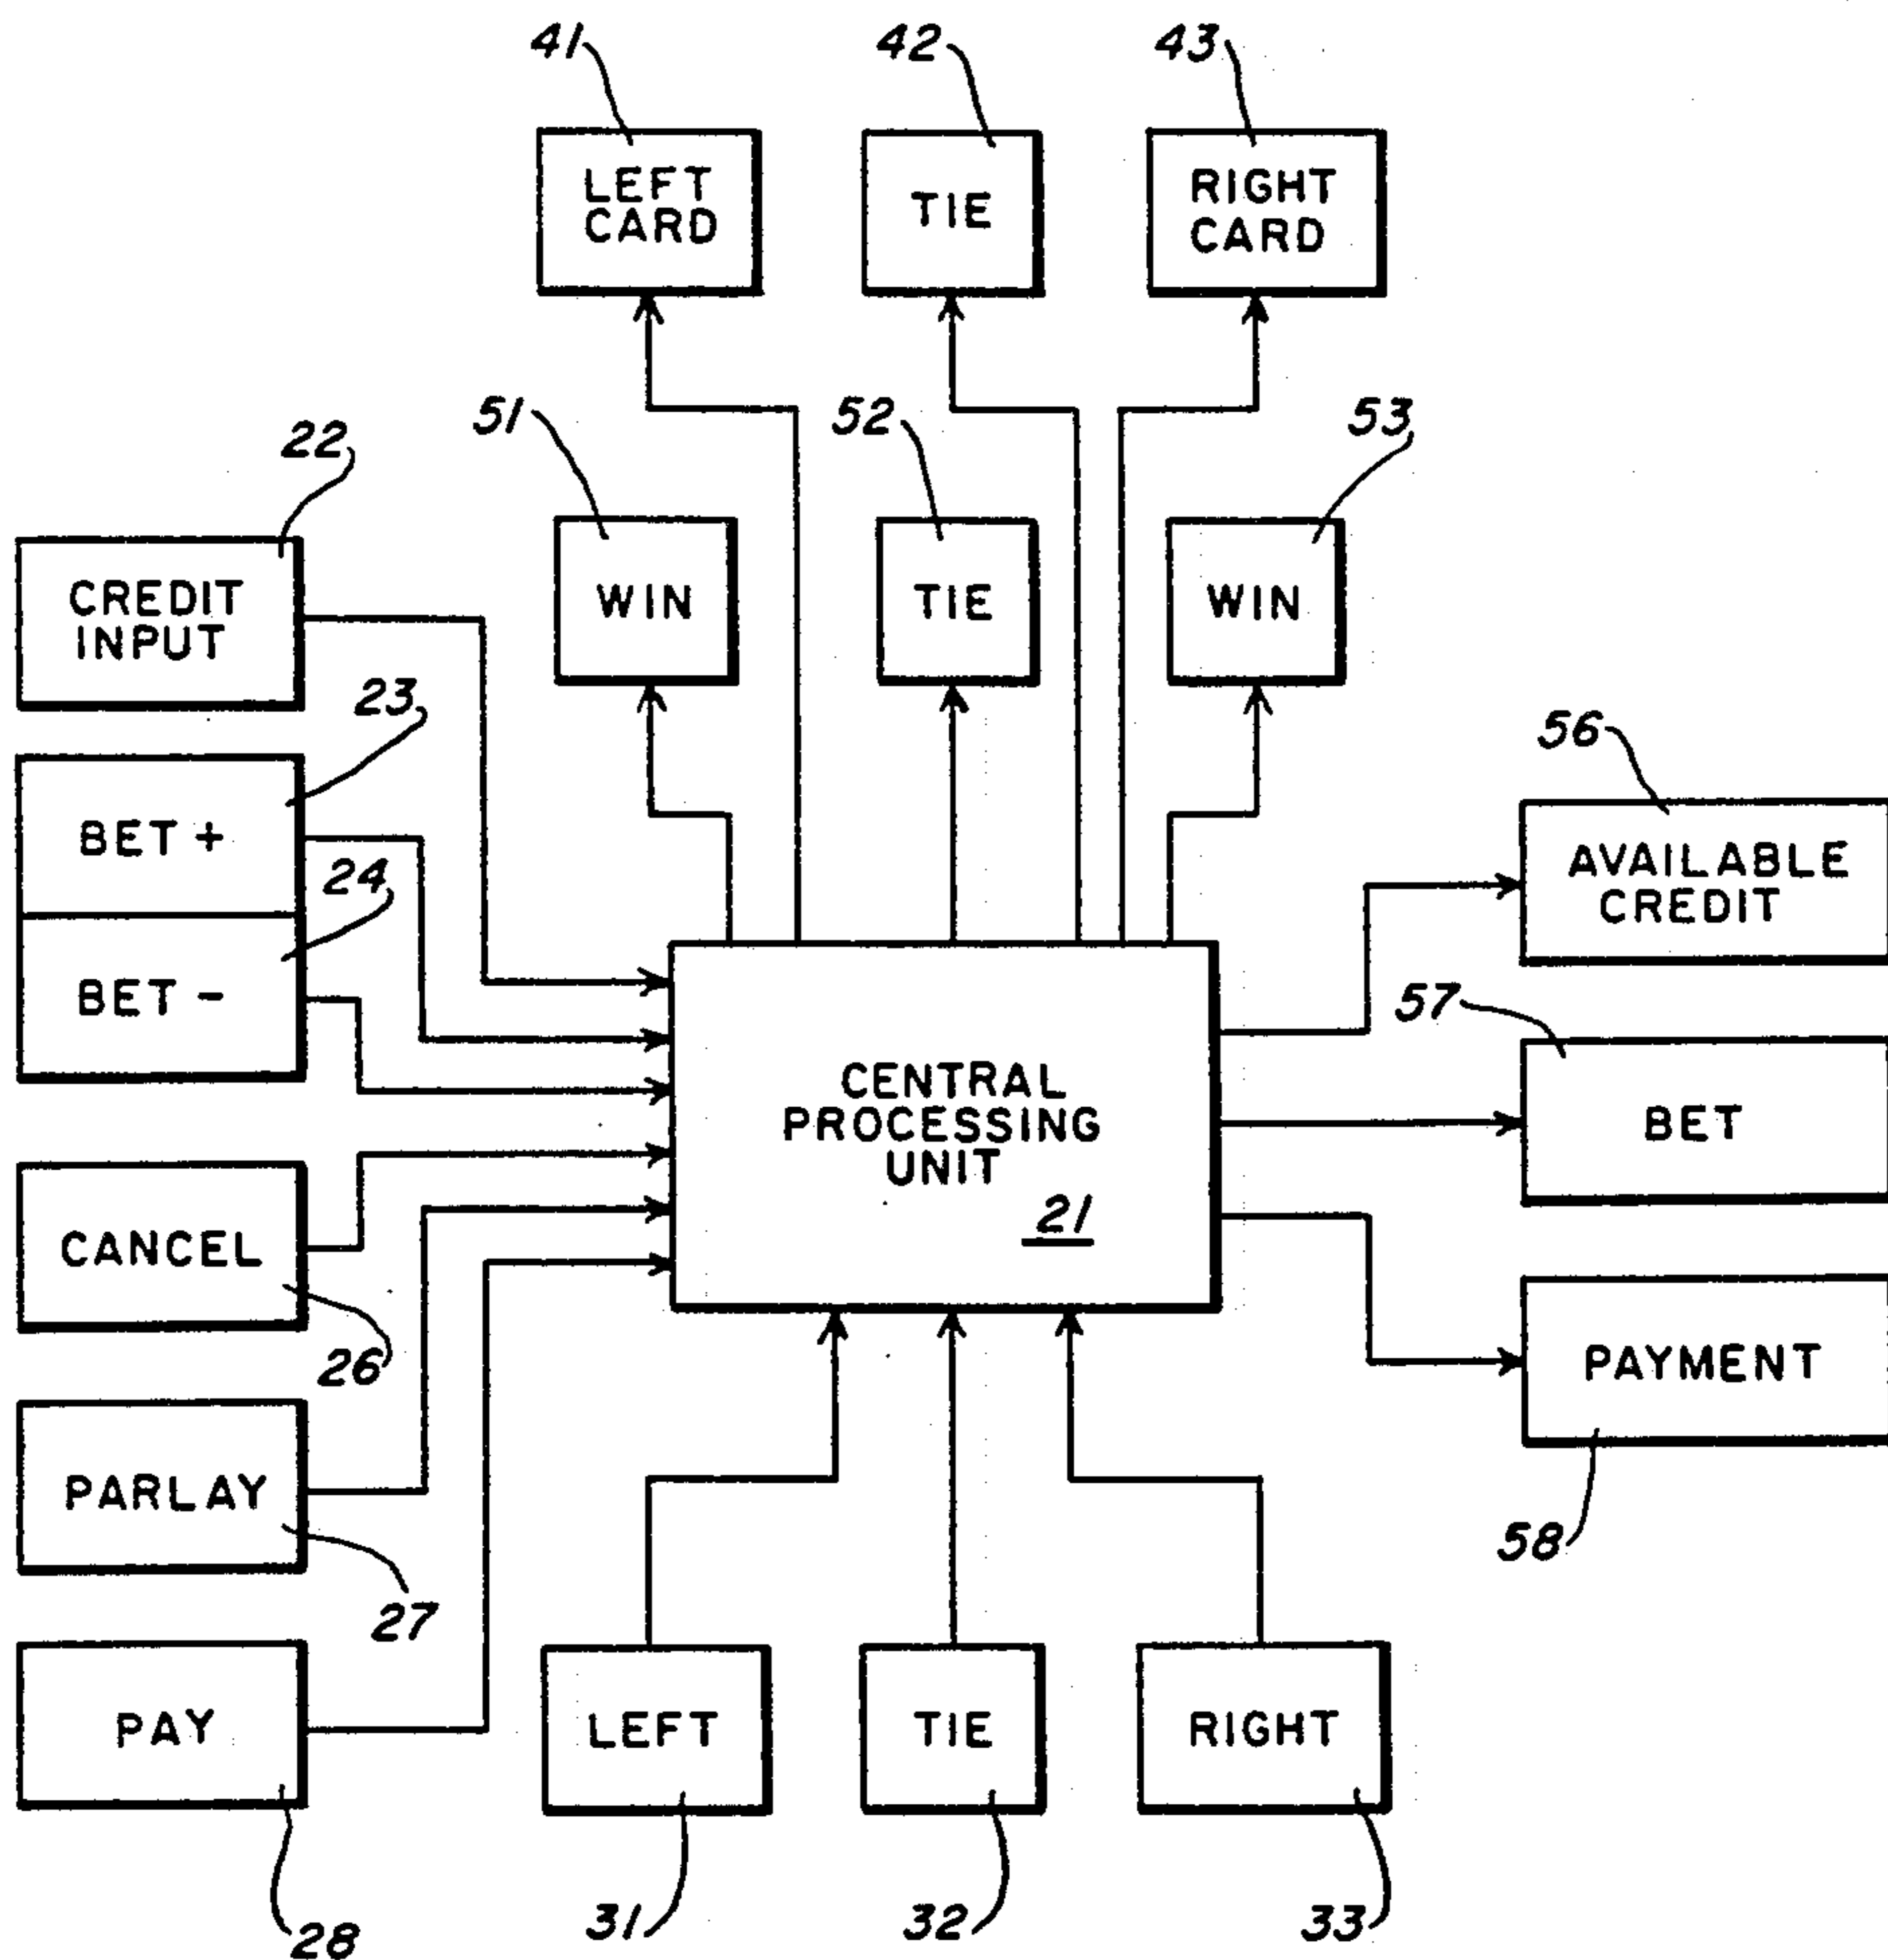 41
42
43
LEFT
CARD
TIE
RIGHT
CARD
51
52
53
22
WIN
TIE
WIN
CREDIT
INPUT
23
BET +
24
BET -
56
AVAILABLE
CREDIT
57
BET
CENTRAL
PROCESSING
UNIT
21
CANCEL
26
PAYMENT
58
PARLAY
27
PAY
28
LEFT
TIE
RIGHT
31
32
33